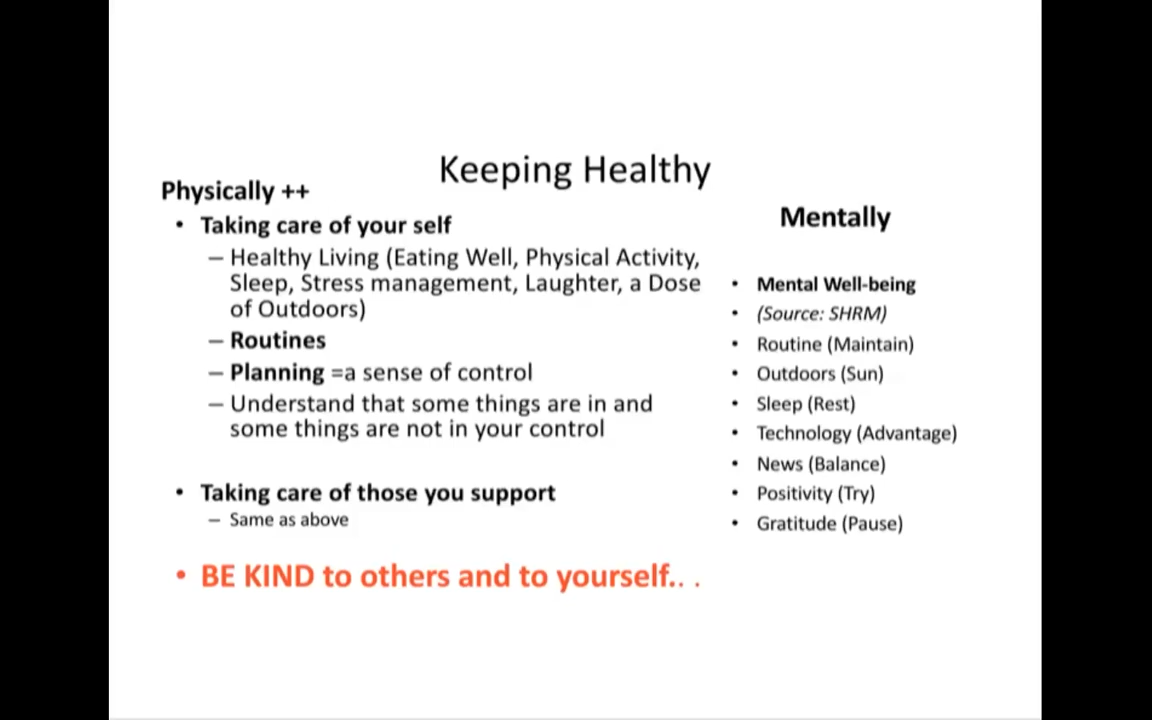 Keeping Healthy
Physically ++
• Taking care of your self
– Healthy Living (Eating Well, Physical Activity,
Sleep, Stress management, Laughter, a Dose
of Outdoors)
– Routines
– Planning =a sense of control
– Understand that some things are in and
some things are not in your control
• Taking care of those you support
– Same as above
• BE KIND to others and to yourself.. .
Mentally
• Mental Well-being
• (Source: SHRM)
• Routine (Maintain)
• Outdoors (Sun)
• Sleep (Rest)
• Technology (Advantage)
• News (Balance)
• Positivity (Try)
• Gratitude (Pause)